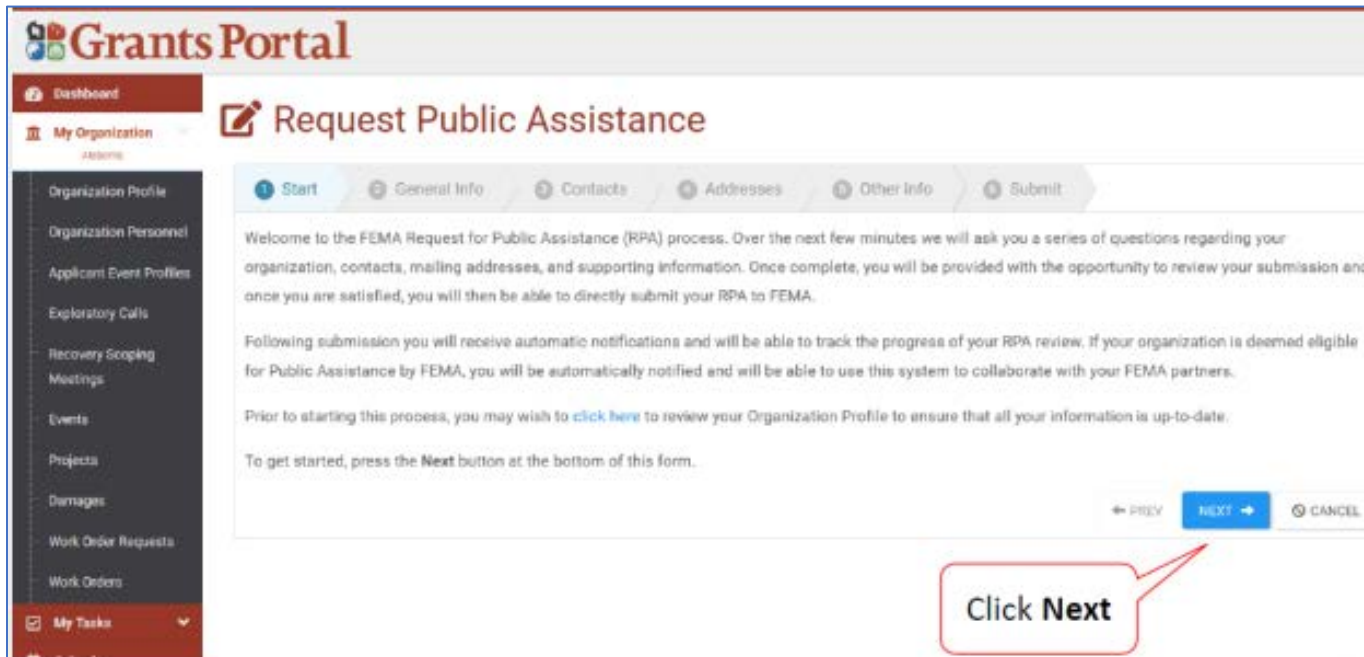 Grants Portal
Dashboard
My Organization
Request Public Assistance
1 Start
2 General Info
3 Contacts
4 Addresses
5 Other Info
6 Submit
Organization Profile
Organization Personnel
Applicant Event Profiles
Exploratory Calls
Recovery Scoping
Meetings
Events
Projects
Damages
Work Order Requests
Work Orders
My Tasks
Welcome to the FEMA Request for Public Assistance (RPA) process. Over the next few minutes we will ask you a series of questions regarding your
organization, contacts, mailing addresses, and supporting information. Once complete, you will be provided with the opportunity to review your submission and
once you are satisfied, you will then be able to directly submit your RPA to FEMA.
Following submission you will receive automatic notifications and will be able to track the progress of your RPA review. If your organization is deemed eligible
for Public Assistance by FEMA, you will be automatically notified and will be able to use this system to collaborate with your FEMA partners.
Prior to starting this process, you may wish to click here to review your Organization Profile to ensure that all your information is up-to-date.
To get started, press the Next button at the bottom of this form.
PREV
NEXT
CANCEL
Click Next